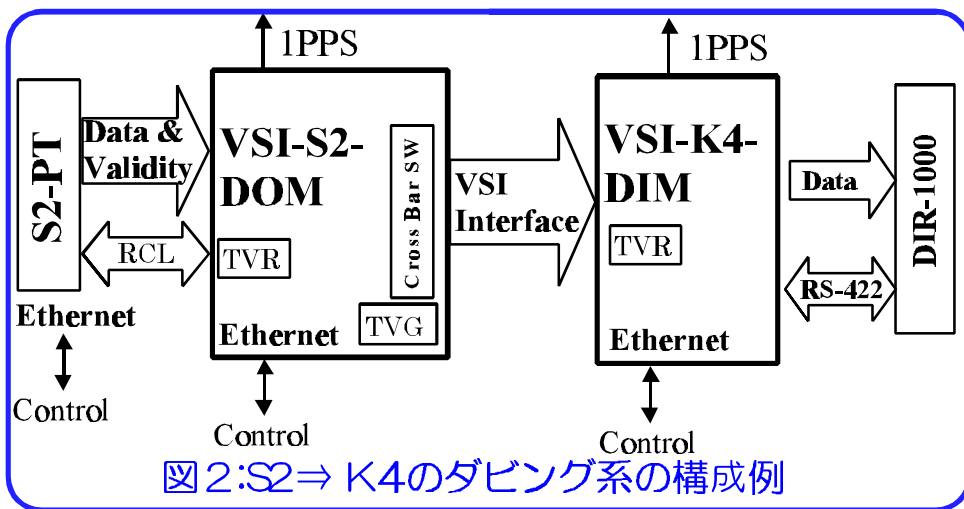 1PPS
1PPS
S2-PT
Data &
Validity
RCL
Ethernet
Control
VSI-S2-
DOM
TVR
Cross Bar SW
TVG
Ethernet
Control
VSI
Interface
VSI-K4-
DIM
TVR
Ethernet
Control
Data
RS-422
DIR-1000
図2:S2⇒ K4のダビング系の構成例